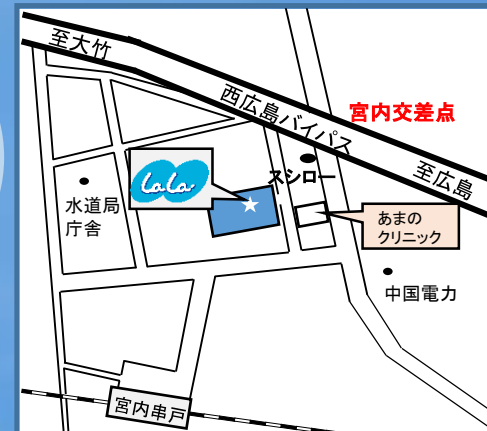 至大竹
西広島バイパス
宮内交差点
至広島
スシロー
LaLa
水道局
庁舎
あまの
クリニック
中国電力
宮内串戸